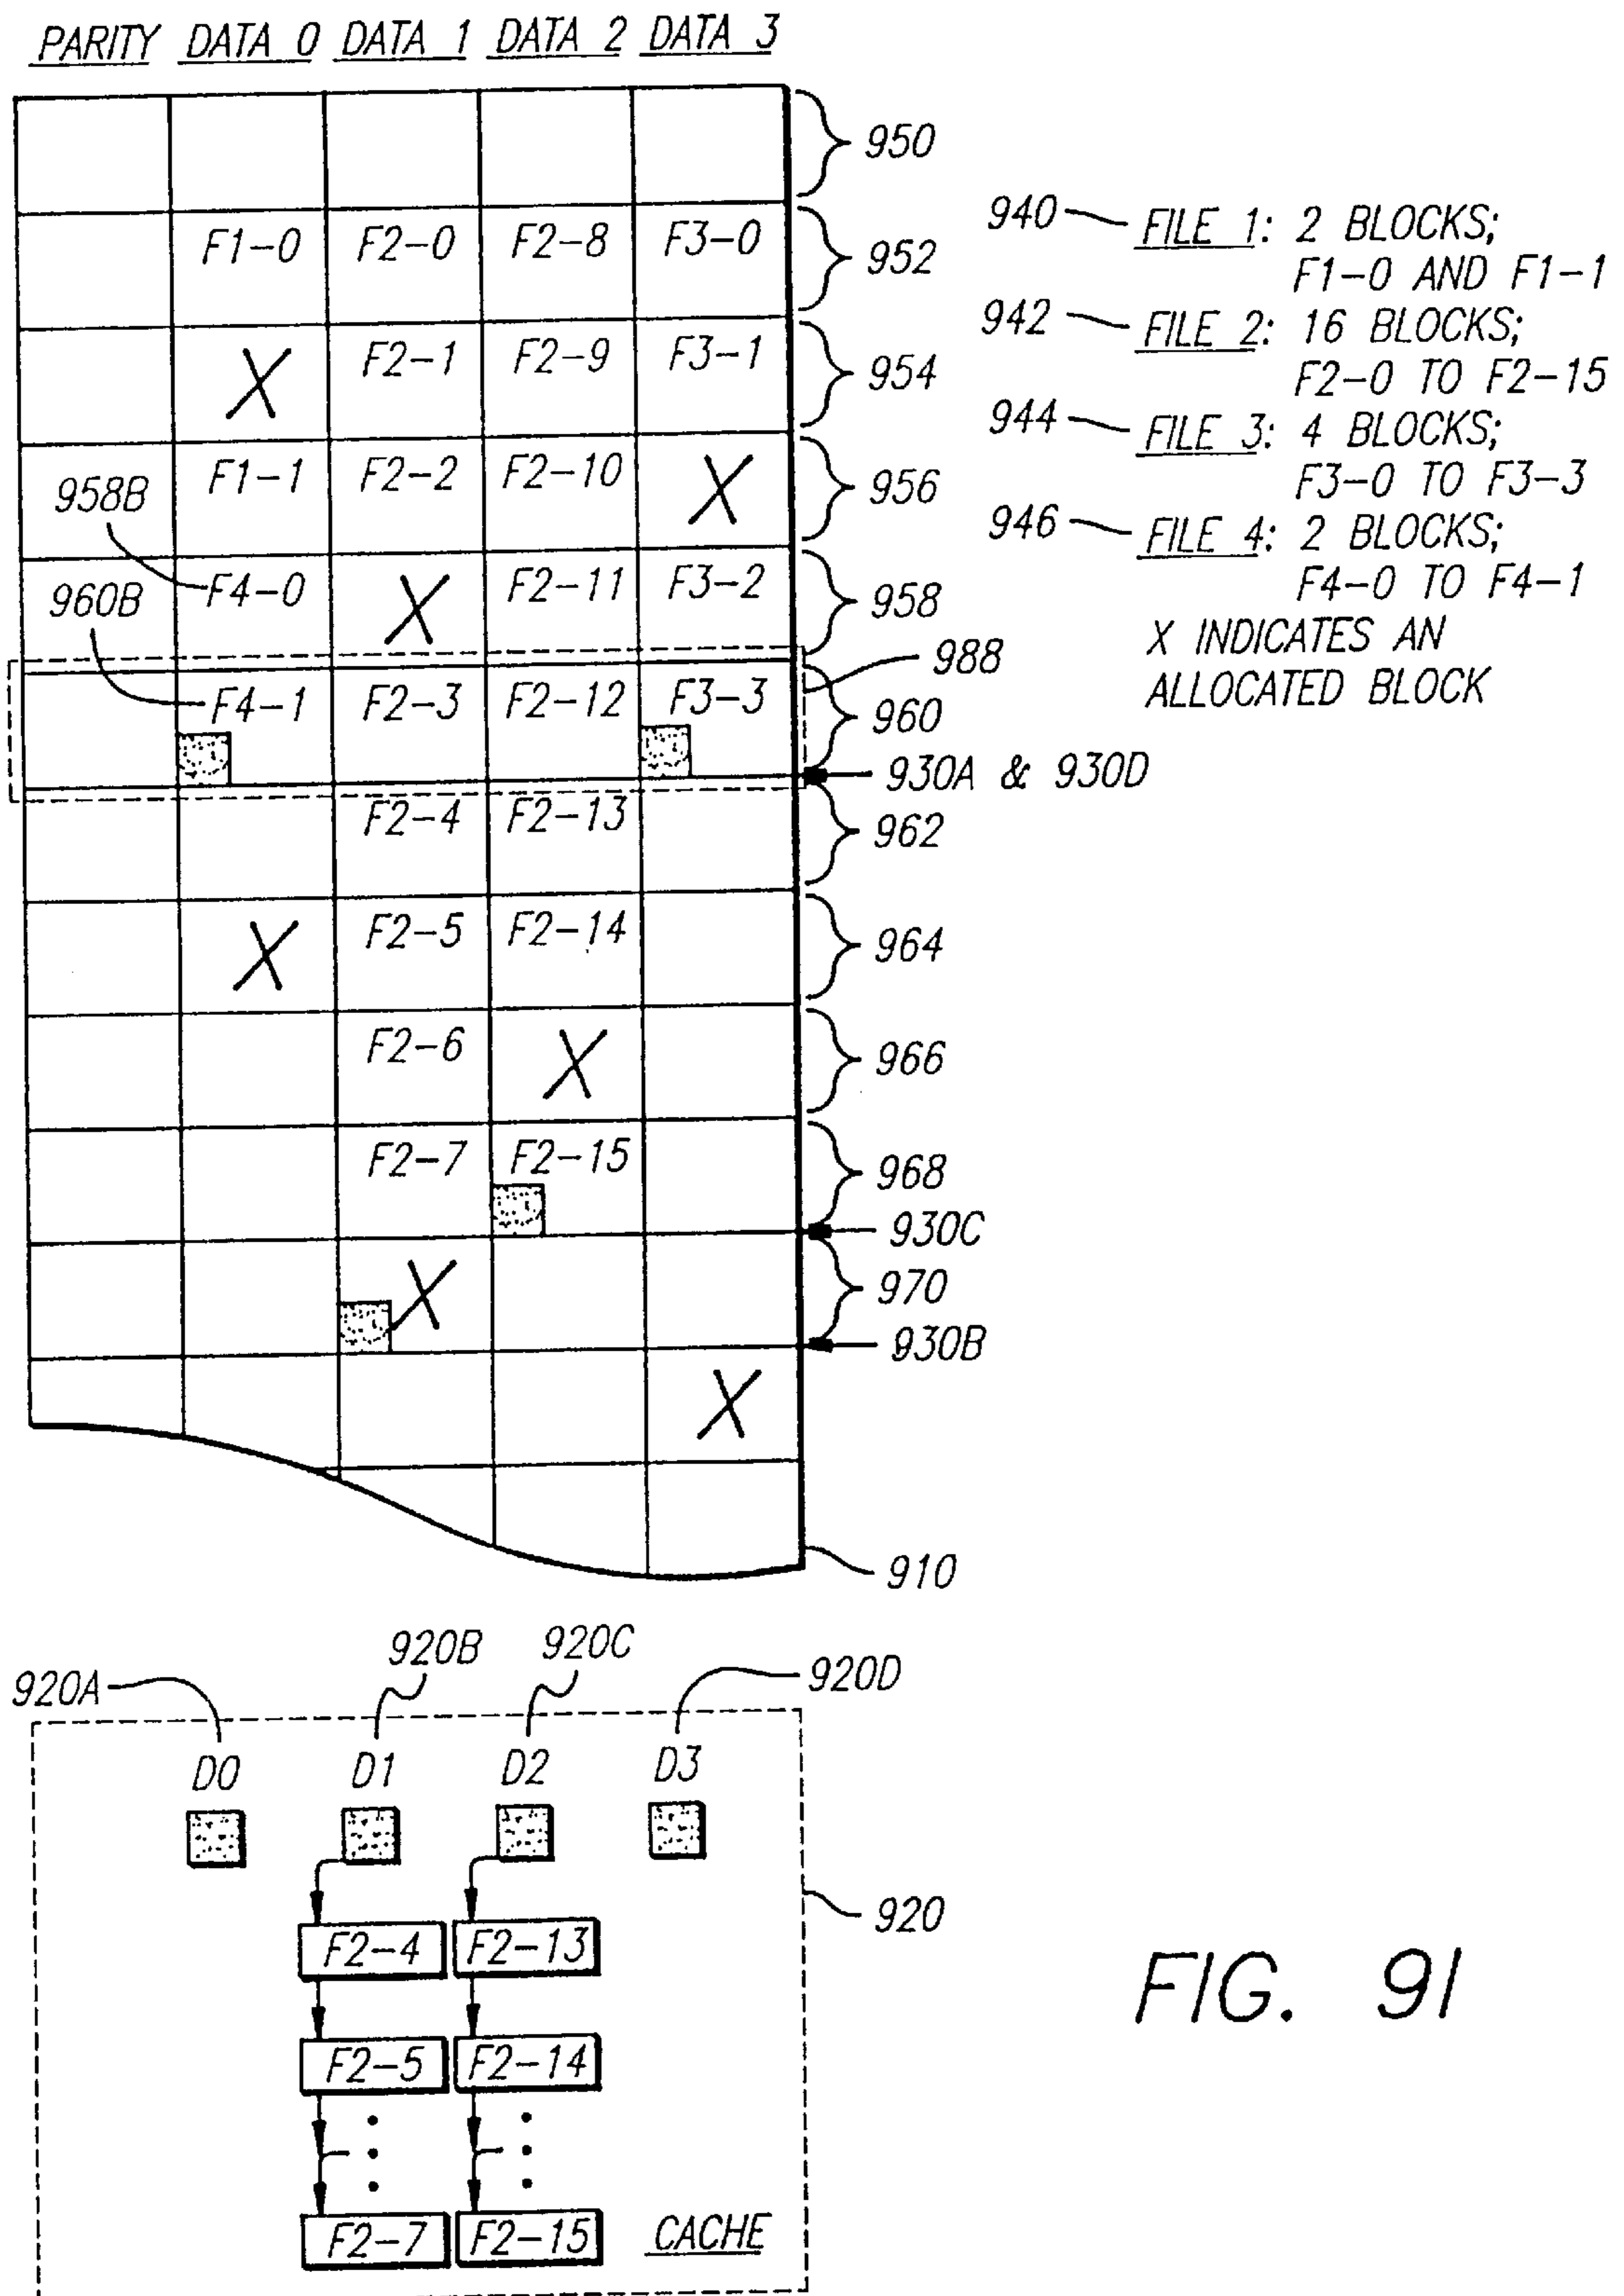 PARITY DATA 0 DATA 1 DATA 2 DATA 3
950
F1-0 F2-0 F2-8 F3-0 952
X F2-1 F2-9 F3-1 954
F1-1 F2-2 F2-10 X 956
958B
F4-0 X F2-11 F3-2 958
960B
988
F4-1 F2-3 F2-12 F3-3 960
930A & 930D
F2-4 F2-13 962
X F2-5 F2-14 964
F2-6 X 966
F2-7 F2-15 968
930C
X 970
930B
X
910
940 FILE 1: 2 BLOCKS;
F1-0 AND F1-1
942 FILE 2: 16 BLOCKS;
F2-0 TO F2-15
944 FILE 3: 4 BLOCKS;
F3-0 TO F3-3
946 FILE 4: 2 BLOCKS;
F4-0 TO F4-1
X INDICATES AN
ALLOCATED BLOCK
920A 920B 920C 920D
D0 D1 D2 D3
920
F2-4 F2-13
F2-5 F2-14
F2-7 F2-15 CACHE
FIG. 91